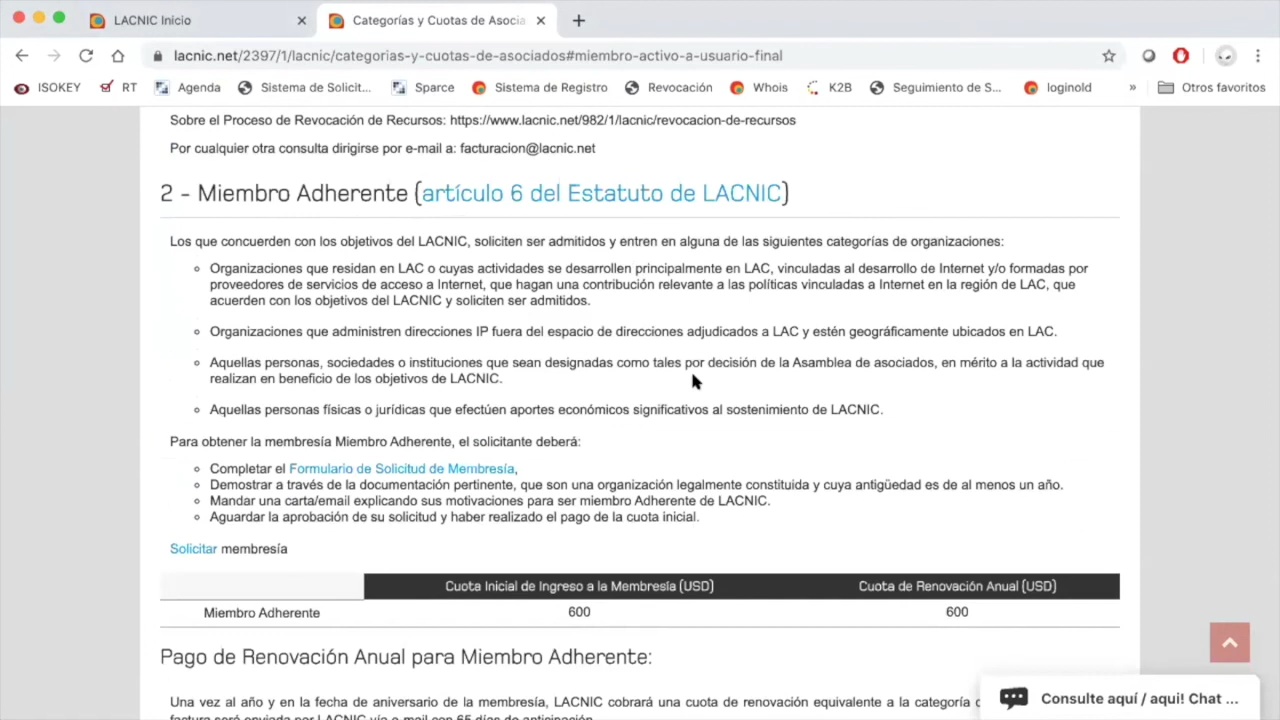 LACNIC Inicio
Categorías y Cuotas de Asocia
lacnic.net/2397/1/lacnic/categorias-y-cuotas-de-asociados#miembro-activo-a-usuario-final
ISOKEY RT Agenda Sistema de Solicit... Sparce Sistema de Registro Revocación Whois K2B Seguimiento de S... loginold » Otros favoritos
Sobre el Proceso de Revocación de Recursos: https://www.lacnic.net/982/1/lacnic/revocacion-de-recursos
Por cualquier otra consulta dirigirse por e-mail a: facturacion@lacnic.net
2 - Miembro Adherente (artículo 6 del Estatuto de LACNIC)
Los que concuerden con los objetivos del LACNIC, soliciten ser admitidos y entren en alguna de las siguientes categorías de organizaciones:
Organizaciones que residan en LAC o cuyas actividades se desarrollen principalmente en LAC, vinculadas al desarrollo de Internet y/o formadas por
proveedores de servicios de acceso a Internet, que hagan una contribución relevante a las políticas vinculadas a Internet en la región de LAC, que
acuerden con los objetivos del LACNIC y soliciten ser admitidos.
Organizaciones que administren direcciones IP fuera del espacio de direcciones adjudicados a LAC y estén geográficamente ubicados en LAC.
Aquellas personas, sociedades o instituciones que sean designadas como tales por decisión de la Asamblea de asociados, en mérito a la actividad que
realizan en beneficio de los objetivos de LACNIC.
Aquellas personas físicas o jurídicas que efectúen aportes económicos significativos al sostenimiento de LACNIC.
Para obtener la membresía Miembro Adherente, el solicitante deberá:
Completar el Formulario de Solicitud de Membresía,
Demostrar a través de la documentación pertinente, que son una organización legalmente constituida y cuya antigüedad es de al menos un año.
Mandar una carta/email explicando sus motivaciones para ser miembro Adherente de LACNIC.
Aguardar la aprobación de su solicitud y haber realizado el pago de la cuota inicial.
Solicitar membresía
Cuota Inicial de Ingreso a la Membresía (USD) Cuota de Renovación Anual (USD)
Miembro Adherente 600 600
Pago de Renovación Anual para Miembro Adherente:
Una vez al año y en la fecha de aniversario de la membresía, LACNIC cobrará una cuota de renovación equivalente a la categoría
factura será enviada por LACNIC vía e-mail con 65 días de anticipación
Consulte aquí / aqui! Chat ...